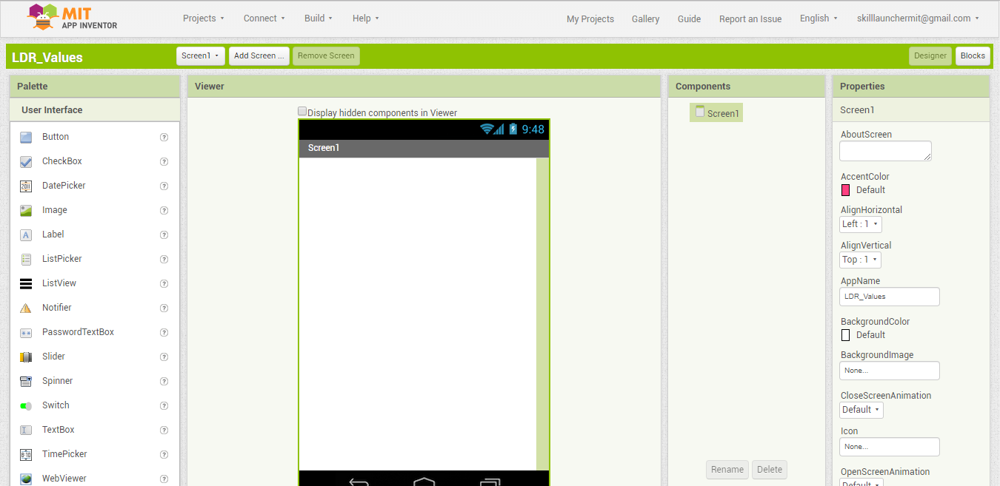 MIT
APP INVENTOR
Projects Connect Build Help My Projects Gallery Guide Report an Issue English skilllaunchermit@gmail.com
LDR_Values Screen1 Add Screen ... Remove Screen Designer Blocks
Palette
User Interface
Button ?
CheckBox ?
DatePicker ?
Image ?
Label ?
ListPicker ?
ListView ?
Notifier ?
PasswordTextBox ?
Slider ?
Spinner ?
Switch ?
TextBox ?
TimePicker ?
WebViewer ?
Viewer
Display hidden components in Viewer
9:48
Screen1
Components
Screen1
Rename Delete
Properties
Screen1
AboutScreen
AccentColor
Default
AlignHorizontal
Left : 1
AlignVertical
Top : 1
AppName
LDR_Values
BackgroundColor
Default
BackgroundImage
None...
CloseScreenAnimation
Default
Icon
None...
OpenScreenAnimation
Default